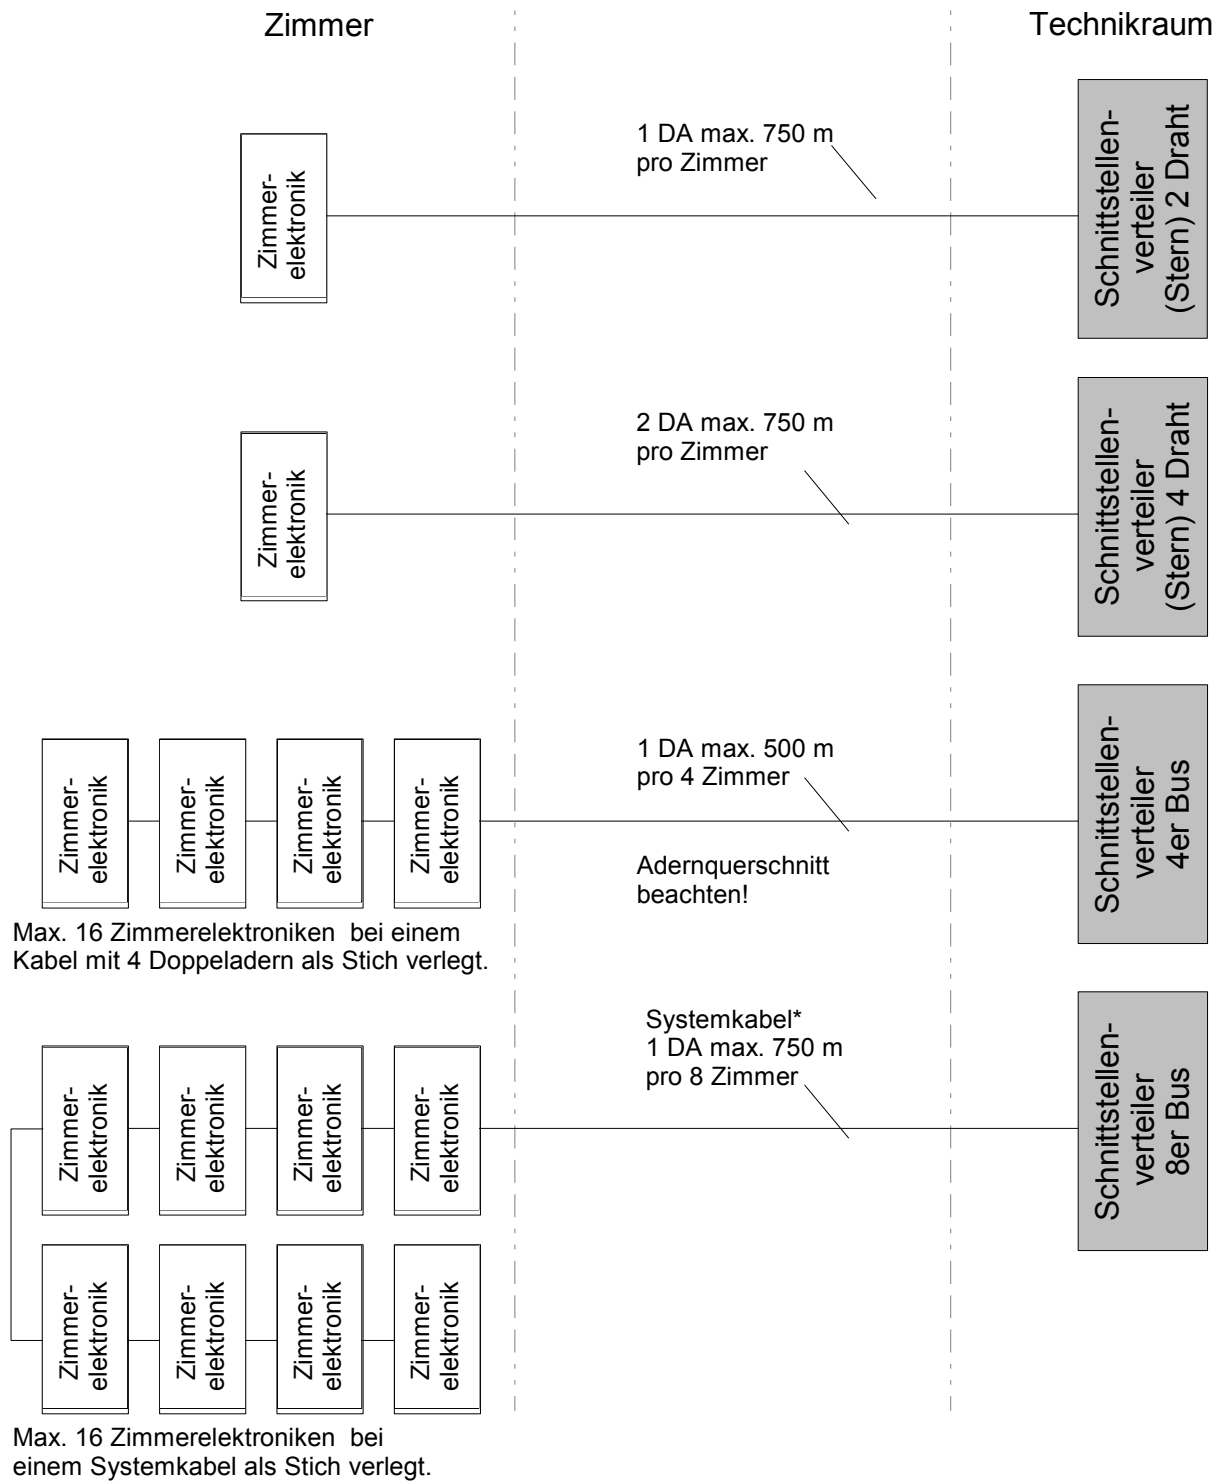 Zimmer
Technikraum
Zimmer-
elektronik
1 DA max. 750 m
pro Zimmer
Schnittstellen-
verteiler
(Stern) 2 Draht
Zimmer-
elektronik
2 DA max. 750 m
pro Zimmer
Schnittstellen-
verteiler
(Stern) 4 Draht
Zimmer-
elektronik
Zimmer-
elektronik
Zimmer-
elektronik
Zimmer-
elektronik
1 DA max. 500 m
pro 4 Zimmer
Adernquerschnitt
beachten!
Schnittstellen-
verteiler
4er Bus
Max. 16 Zimmerelektroniken bei einem
Kabel mit 4 Doppeladern als Stich verlegt.
Zimmer-
elektronik
Zimmer-
elektronik
Zimmer-
elektronik
Zimmer-
elektronik
Systemkabel*
1 DA max. 750 m
pro 8 Zimmer
Schnittstellen-
verteiler
8er Bus
Zimmer-
elektronik
Zimmer-
elektronik
Zimmer-
elektronik
Zimmer-
elektronik
Max. 16 Zimmerelektroniken bei
einem Systemkabel als Stich verlegt.